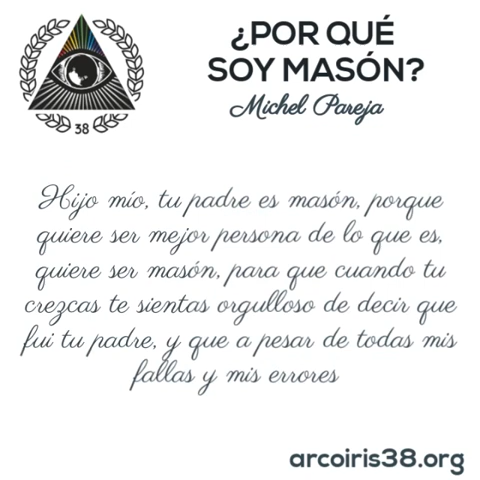 ¿POR QUÉ
SOY MASÓN?
Michel Pareja
38
Hijo mío, tu padre es masón, porque
quiere ser mejor persona de lo que es,
quiere ser masón, para que cuando tu
crezcas te sientas orgulloso de decir que
fui tu padre, y que a pesar de todas mis
fallas y mis errores
arcoiris38.org